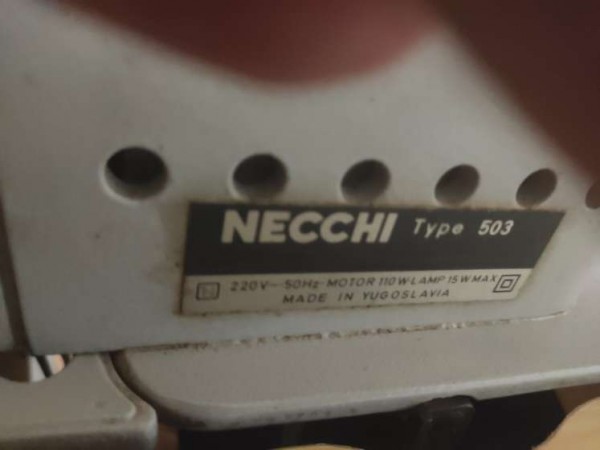 NECCHI Type 503
220V~50Hz-MOTOR 110W-LAMP 15W MAX
MADE IN YUGOSLAVIA